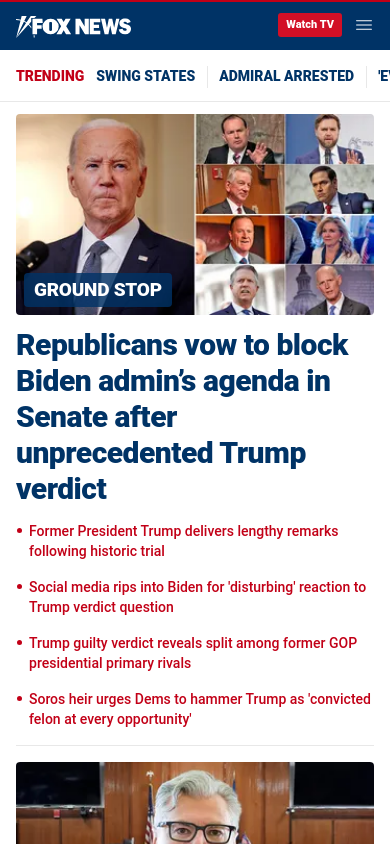 FOX NEWS
Watch TV
TRENDING SWING STATES ADMIRAL ARRESTED
GROUND STOP
Republicans vow to block
Biden admin’s agenda in
Senate after
unprecedented Trump
verdict
• Former President Trump delivers lengthy remarks
following historic trial
• Social media rips into Biden for 'disturbing' reaction to
Trump verdict question
• Trump guilty verdict reveals split among former GOP
presidential primary rivals
• Soros heir urges Dems to hammer Trump as 'convicted
felon at every opportunity'